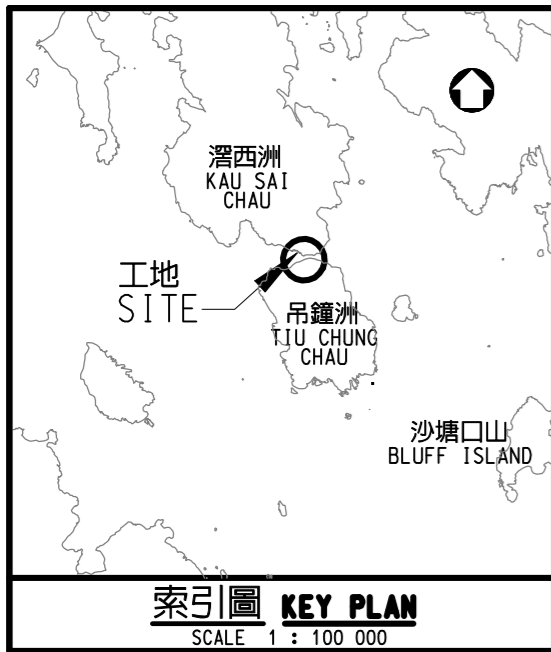 滘西洲
KAU SAI
CHAU
工地
SITE
吊鐘洲
TIU CHUNG
CHAU
沙塘口山
BLUFF ISLAND
索引圖 KEY PLAN
SCALE 1 : 100 000